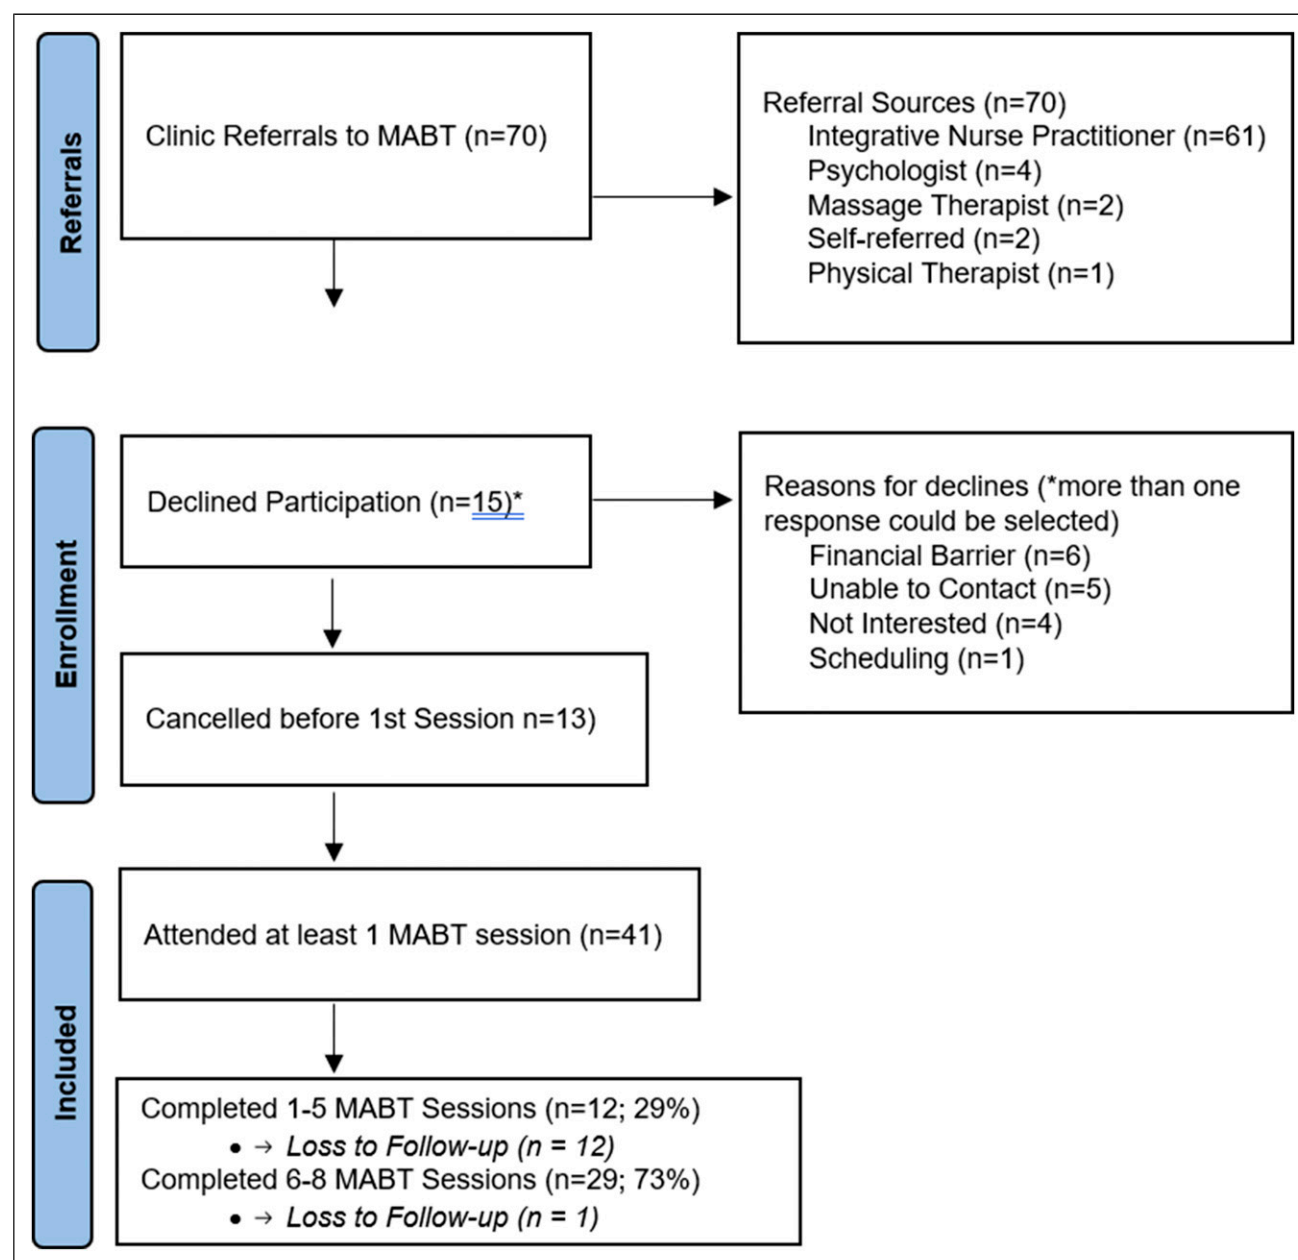 Referrals
Clinic Referrals to MABT (n=70)
Referral Sources (n=70)
Integrative Nurse Practitioner (n=61)
Psychologist (n=4)
Massage Therapist (n=2)
Self-referred (n=2)
Physical Therapist (n=1)
Enrollment
Declined Participation (n=15)*
Reasons for declines (*more than one
response could be selected)
Financial Barrier (n=6)
Unable to Contact (n=5)
Not Interested (n=4)
Scheduling (n=1)
Cancelled before 1st Session n=13)
Included
Attended at least 1 MABT session (n=41)
Completed 1-5 MABT Sessions (n=12; 29%)
• → Loss to Follow-up (n = 12)
Completed 6-8 MABT Sessions (n=29; 73%)
• → Loss to Follow-up (n = 1)